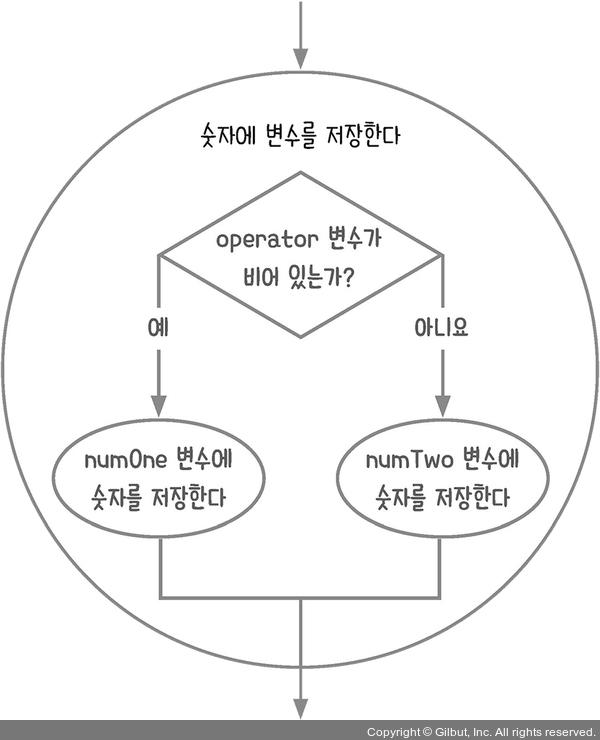 숫자에 변수를 저장한다
operator 변수가
비어 있는가?
예
아니요
numOne 변수에
숫자를 저장한다
numTwo 변수에
숫자를 저장한다
Copyright © Gilbut, Inc. All rights reserved.